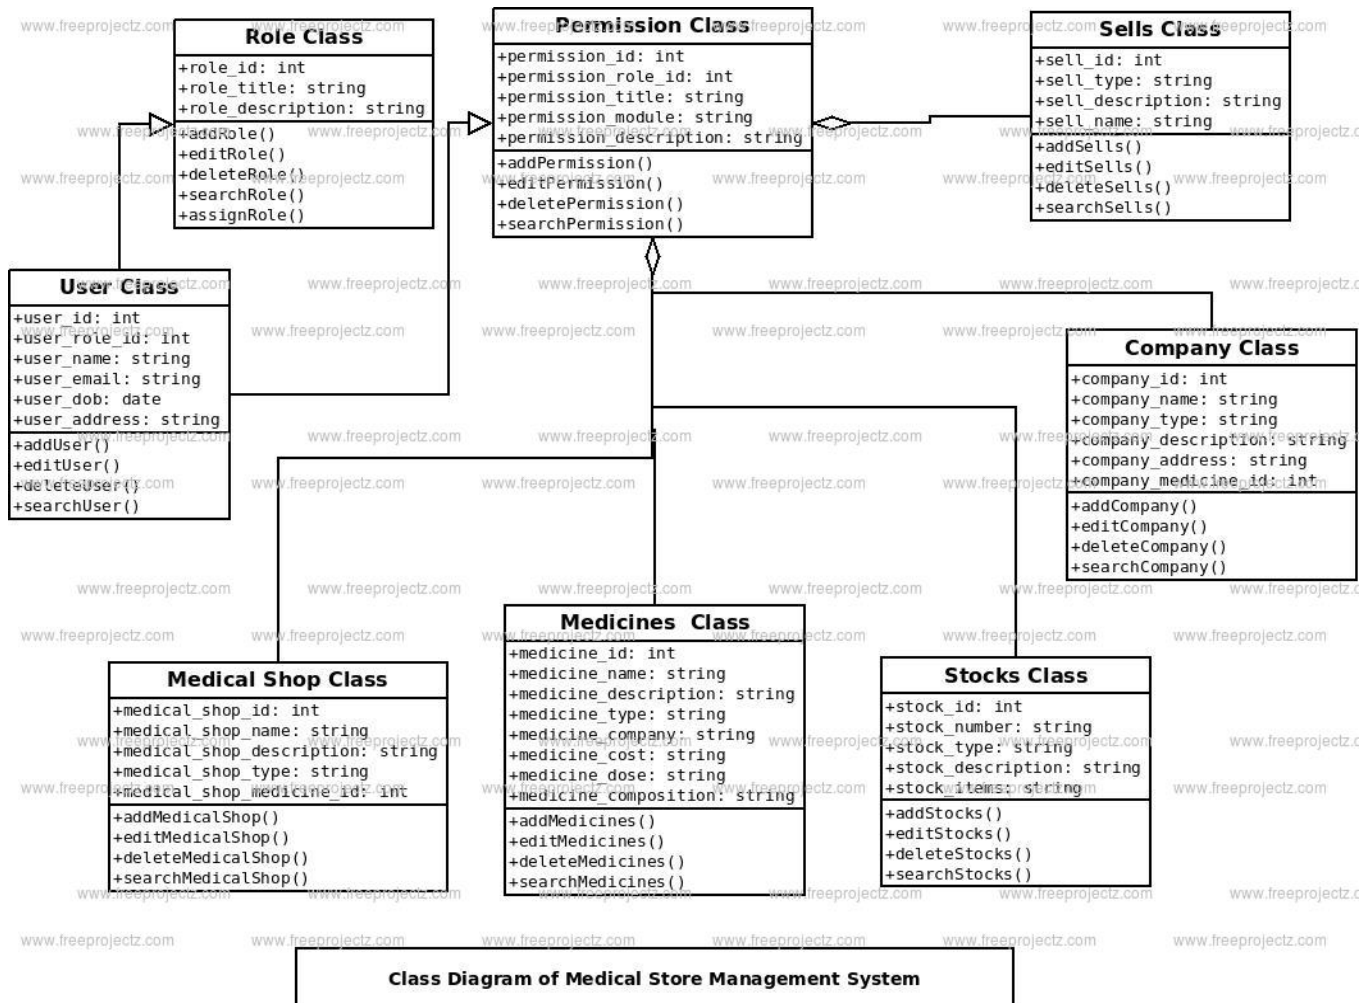 Role Class
+role_id: int
+role_title: string
+role_description: string
+addRole()
+editRole()
+deleteRole()
+searchRole()
+assignRole()
Permission Class
+permission_id: int
+permission_role_id: int
+permission_title: string
+permission_module: string
+permission_description: string
+addPermission()
+editPermission()
+deletePermission()
+searchPermission()
Sells Class
+sell_id: int
+sell_type: string
+sell_description: string
+sell_name: string
+addSells()
+editSells()
+deleteSells()
+searchSells()
User Class
+user_id: int
+user_role_id: int
+user_name: string
+user_email: string
+user_dob: date
+user_address: string
+addUser()
+editUser()
+deleteUser()
+searchUser()
Company Class
+company_id: int
+company_name: string
+company_type: string
+company_description: string
+company_address: string
+company_medicine_id: int
+addCompany()
+editCompany()
+deleteCompany()
+searchCompany()
Medical Shop Class
+medical_shop_id: int
+medical_shop_name: string
+medical_shop_description: string
+medical_shop_type: string
+medical_shop_medicine_id: int
+addMedicalShop()
+editMedicalShop()
+deleteMedicalShop()
+searchMedicalShop()
Medicines Class
+medicine_id: int
+medicine_name: string
+medicine_description: string
+medicine_type: string
+medicine_company: string
+medicine_cost: string
+medicine_dose: string
+medicine_composition: string
+addMedicines()
+editMedicines()
+deleteMedicines()
+searchMedicines()
Stocks Class
+stock_id: int
+stock_number: string
+stock_type: string
+stock_description: string
+stock_items: string
+addStocks()
+editStocks()
+deleteStocks()
+searchStocks()
Class Diagram of Medical Store Management System
www.freeprojectz.com